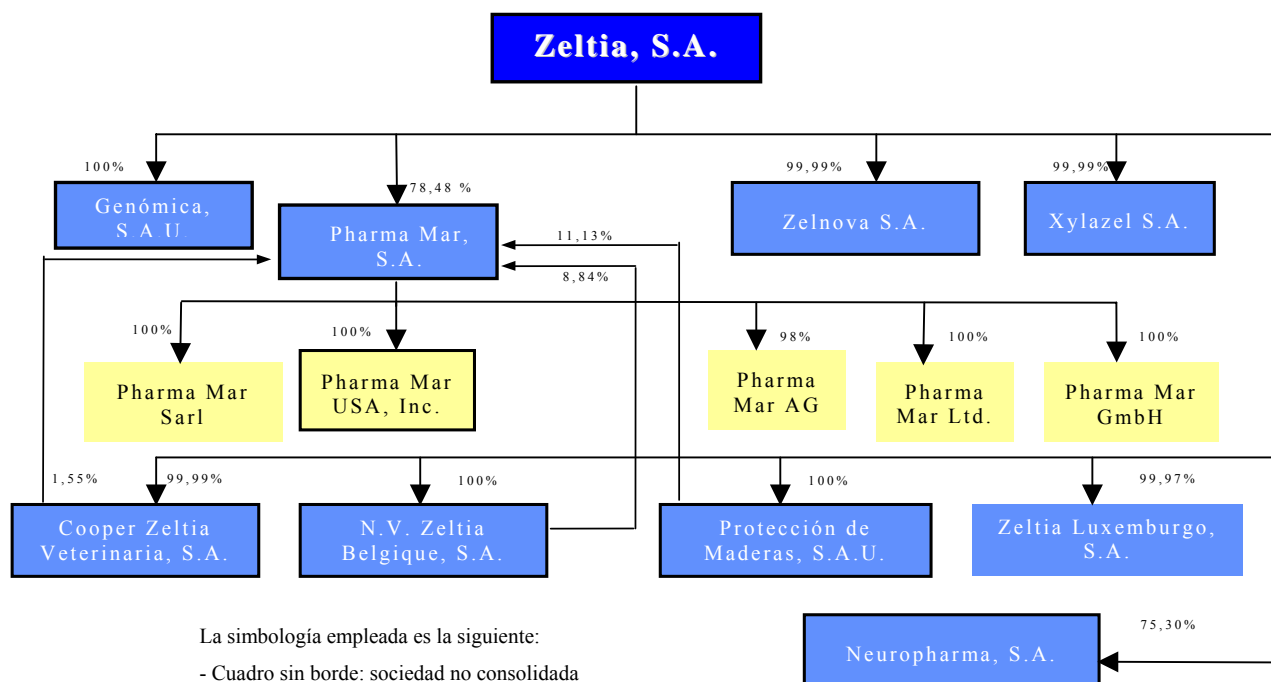 Zeltia, S.A.
100%
78,48 %
99,99%
99,99%
Genómica,
S.A.U.
Pharma Mar,
S.A.
11,13%
8,84%
Zelnova S.A.
Xylazel S.A.
100%
100%
98%
100%
100%
Pharma Mar
Sarl
Pharma Mar
USA, Inc.
Pharma
Mar AG
Pharma
Mar Ltd.
Pharma Mar
GmbH
1,55%
99,99%
100%
100%
99,97%
Cooper Zeltia
Veterinaria, S.A.
N.V. Zeltia
Belgique, S.A.
Protección de
Maderas, S.A.U.
Zeltia Luxemburgo,
S.A.
La simbología empleada es la siguiente:
- Cuadro sin borde: sociedad no consolidada
75,30%
Neuropharma, S.A.